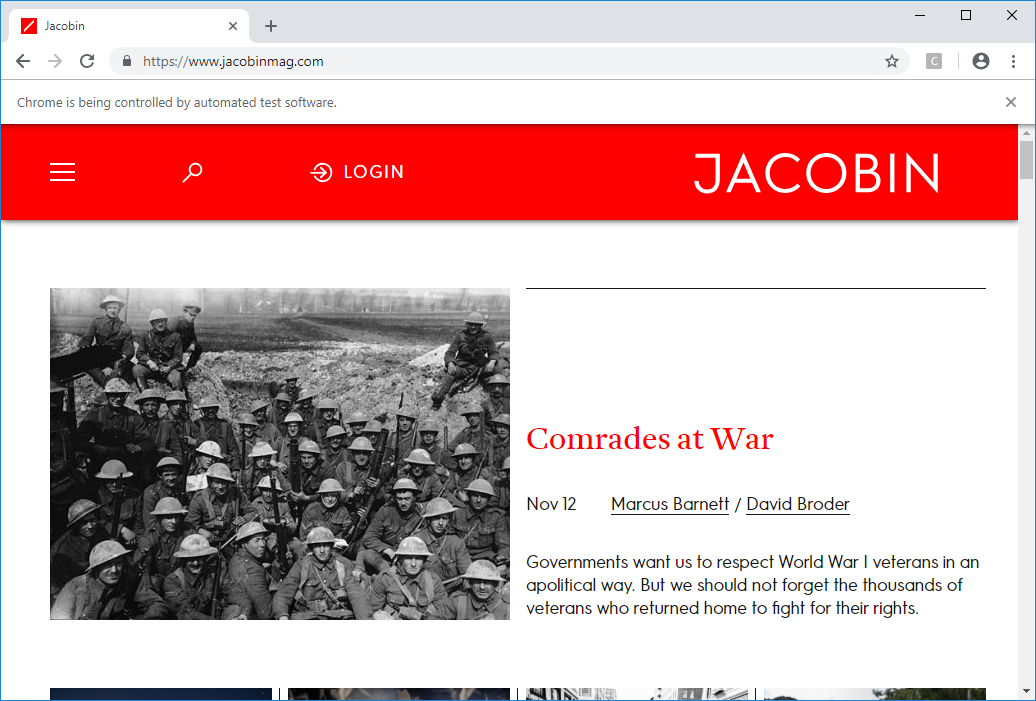 Jacobin
https://www.jacobinmag.com
C
Chrome is being controlled by automated test software.
LOGIN
JACOBIN
Comrades at War
Nov 12 Marcus Barnett / David Broder
Governments want us to respect World War I veterans in an
apolitical way. But we should not forget the thousands of
veterans who returned home to fight for their rights.